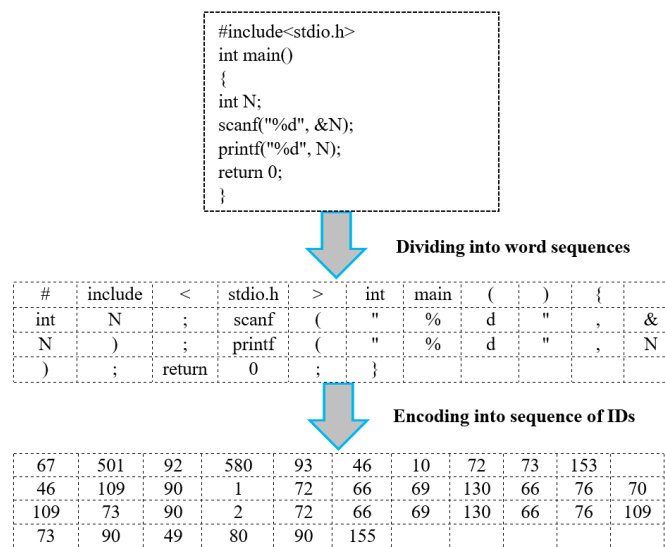 #include<stdio.h>
int main()
{
int N;
scanf("%d", &N);
printf("%d", N);
return 0;
}
Dividing into word sequences
# include < stdio.h > int main ( ) {
int N ; scanf ( " % d " , &
N ) ; printf ( " % d " , N
) ; return 0 ; }
Encoding into sequence of IDs
67 501 92 580 93 46 10 72 73 153
46 109 90 1 72 66 69 130 66 76 70
109 73 90 2 72 66 69 130 66 76 109
73 90 49 80 90 155